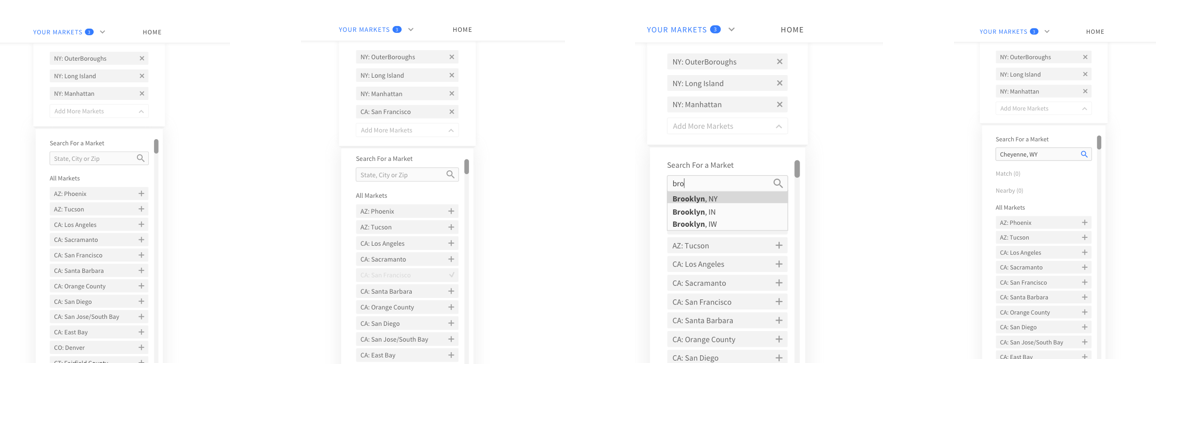 YOUR MARKETS 3
HOME
NY: OuterBoroughs
NY: Long Island
NY: Manhattan
Add More Markets
Search For a Market
State, City or Zip
All Markets
AZ: Phoenix
AZ: Tucson
CA: Los Angeles
CA: Sacramanto
CA: San Francisco
CA: Santa Barbara
CA: Orange County
CA: San Diego
CA: San Jose/South Bay
CA: East Bay
CO: Denver
YOUR MARKETS
HOME
NY: OuterBoroughs
NY: Long Island
NY: Manhattan
CA: San Francisco
Add More Markets
Search For a Market
State, City or Zip
All Markets
AZ: Phoenix
AZ: Tucson
CA: Los Angeles
CA: Sacramanto
CA: San Francisco
CA: Santa Barbara
CA: Orange County
CA: San Diego
CA: San Jose/South Bay
CA: East Bay
YOUR MARKETS 3
HOME
NY: OuterBoroughs
NY: Long Island
NY: Manhattan
Add More Markets
Search For a Market
bro
Brooklyn, NY
Brooklyn, IN
Brooklyn, IW
AZ: Tucson
CA: Los Angeles
CA: Sacramanto
CA: San Francisco
CA: Santa Barbara
CA: Orange County
CA: San Diego
YOUR MARKETS 3
HOME
NY: OuterBoroughs
NY: Long Island
NY: Manhattan
Add More Markets
Search For a Market
Cheyenne, WY
Match (0)
Nearby (0)
All Markets
AZ: Phoenix
AZ: Tucson
CA: Los Angeles
CA: Sacramanto
CA: San Francisco
CA: Santa Barbara
CA: Orange County
CA: San Diego
CA: San Jose/South Bay
CA: East Bay